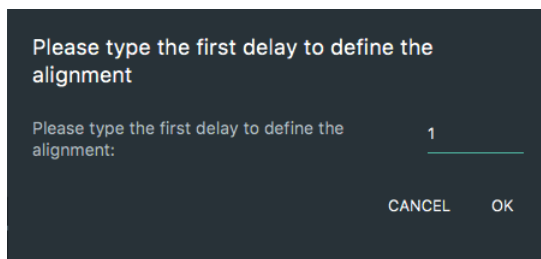 Please type the first delay to define the
alignment
Please type the first delay to define the
alignment:
1
CANCEL
OK